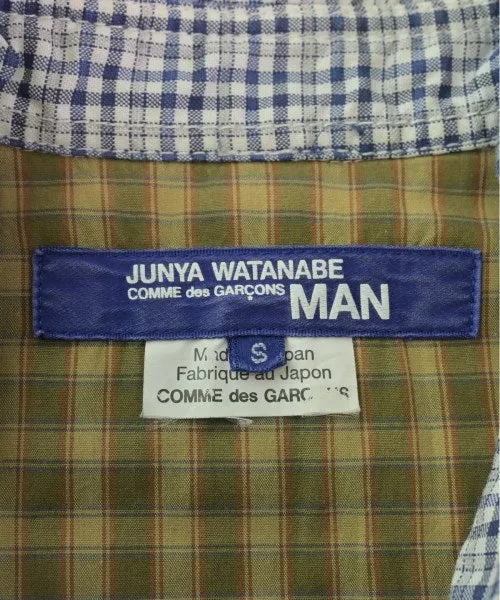 JUNYA WATANABE
COMME des GARÇONS MAN
S
Fabrique au Japon
COMME des